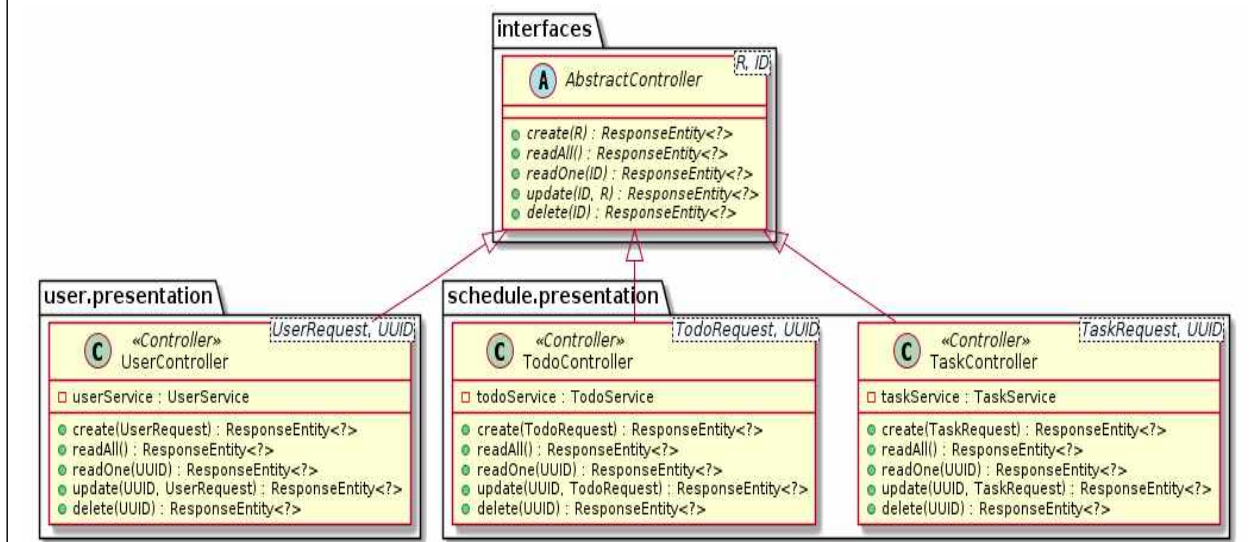 interfaces
R, ID
A AbstractController
create(R) : ResponseEntity<?>
readAll() : ResponseEntity<?>
readOne(ID) : ResponseEntity<?>
update(ID, R) : ResponseEntity<?>
delete(ID) : ResponseEntity<?>
user.presentation
UserRequest, UUID
C «Controller»
UserController
userService : UserService
create(UserRequest) : ResponseEntity<?>
readAll() : ResponseEntity<?>
readOne(UUID) : ResponseEntity<?>
update(UUID, UserRequest) : ResponseEntity<?>
delete(UUID) : ResponseEntity<?>
schedule.presentation
TodoRequest, UUID
C «Controller»
TodoController
todoService : TodoService
create(TodoRequest) : ResponseEntity<?>
readAll() : ResponseEntity<?>
readOne(UUID) : ResponseEntity<?>
update(UUID, TodoRequest) : ResponseEntity<?>
delete(UUID) : ResponseEntity<?>
TaskRequest, UUID
C «Controller»
TaskController
taskService : TaskService
create(TaskRequest) : ResponseEntity<?>
readAll() : ResponseEntity<?>
readOne(UUID) : ResponseEntity<?>
update(UUID, TaskRequest) : ResponseEntity<?>
delete(UUID) : ResponseEntity<?>